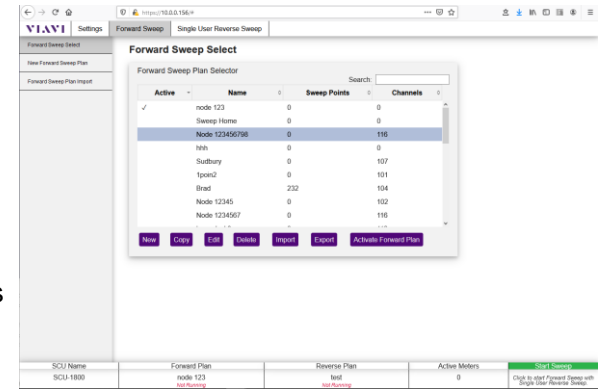 https://10.0.0.156/#
VIAVI Settings Forward Sweep Single User Reverse Sweep
Forward Sweep Select
New Forward Sweep Plan
Forward Sweep Plan Import
Forward Sweep Select
Forward Sweep Plan Selector
Search:
Active Name Sweep Points Channels
✓ node 123 0 0
Sweep Home 0 0
Node 123456798 0 116
hhh 0 0
Sudbury 0 107
1poin2 0 101
Brad 232 104
Node 12345 0 102
Node 1234567 0 116
New Copy Edit Delete Import Export Activate Forward Plan
s
SCU Name Forward Plan Reverse Plan Active Meters Start Sweep
SCU-1800 node 123 test 0 Click to start Forward Sweep with
Not Running Not Running Single User Reverse Sweep